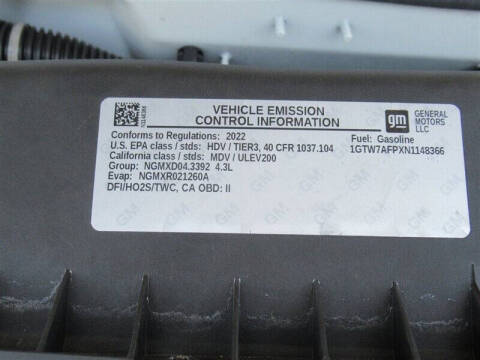 VEHICLE EMISSION
CONTROL INFORMATION
gm
GENERAL
MOTORS
LLC
Conforms to Regulations: 2022
Fuel: Gasoline
U.S. EPA class / stds: HDV / TIER3, 40 CFR 1037.104
1GTW7AFPXN1148366
California class / stds: MDV / ULEV200
Group: NGMXD04.3392 4.3L
Evap: NGMXR021260A
DFI/HO2S/TWC, CA OBD: II